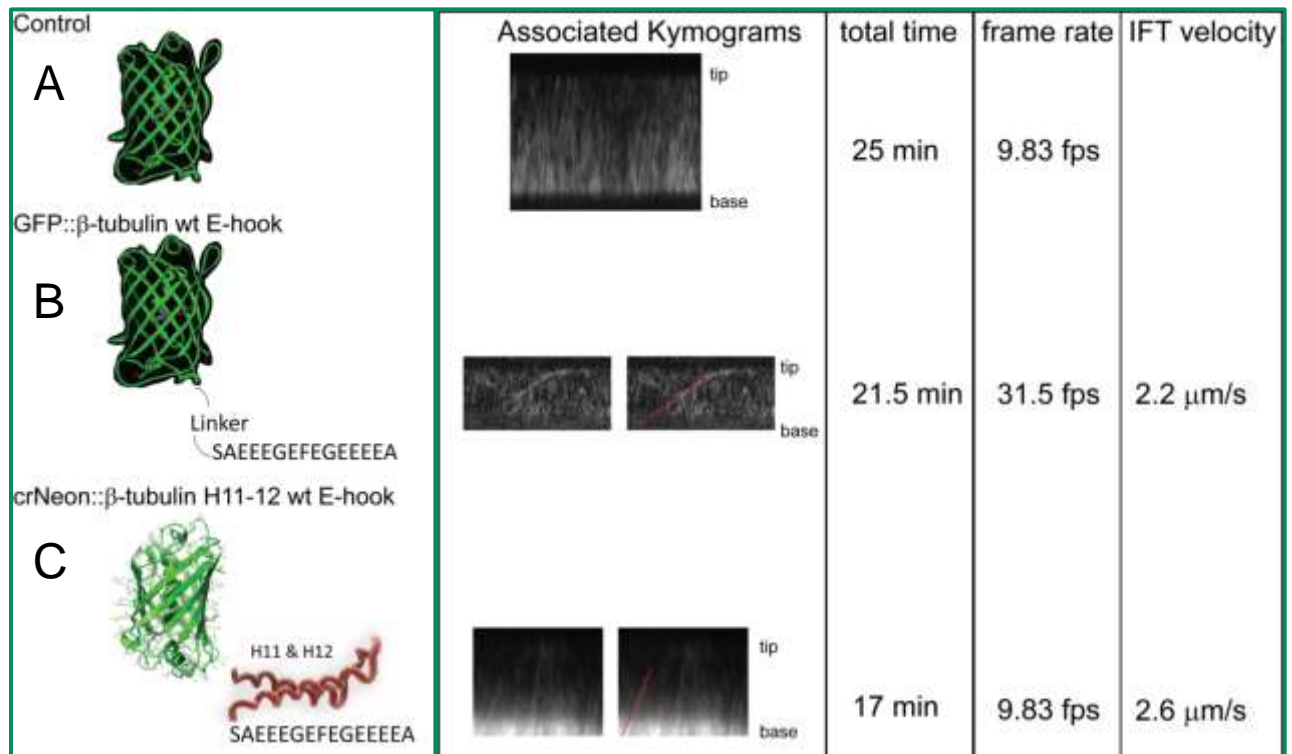 Control
A
Associated Kymograms
total time
frame rate
IFT velocity
tip
base
25 min
9.83 fps
GFP::β-tubulin wt E-hook
B
Linker
SAEEEGEFEGEEEEA
tip
base
21.5 min
31.5 fps
2.2 μm/s
crNeon::β-tubulin H11-12 wt E-hook
C
H11 & H12
SAEEEGEFEGEEEEA
tip
base
17 min
9.83 fps
2.6 μm/s